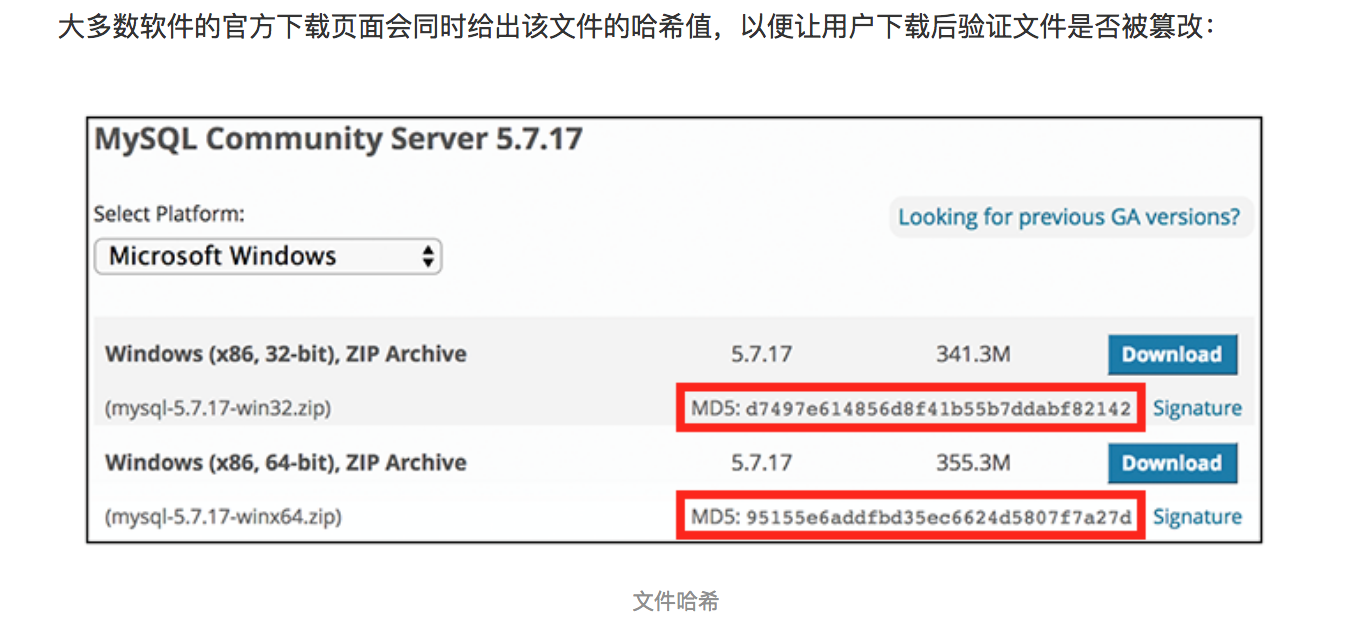 大多数软件的官方下载页面会同时给出该文件的哈希值，以便让用户下载后验证文件是否被篡改：
MySQL Community Server 5.7.17
Select Platform:
Looking for previous GA versions?
Microsoft Windows
Windows (x86, 32-bit), ZIP Archive 5.7.17 341.3M Download
(mysql-5.7.17-win32.zip) MD5: d7497e614856d8f41b55b7ddabf82142 Signature
Windows (x86, 64-bit), ZIP Archive 5.7.17 355.3M Download
(mysql-5.7.17-winx64.zip) MD5: 95155e6addfbd35ec6624d5807f7a27d Signature
文件哈希